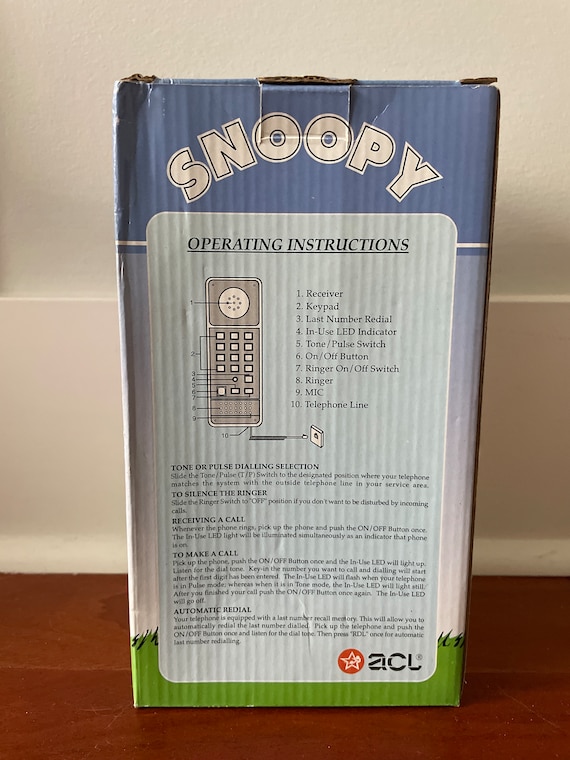 SNOOPY
OPERATING INSTRUCTIONS
1. Receiver
2. Keypad
3. Last Number Redial
4. In-Use LED Indicator
5. Tone/Pulse Switch
6. On/Off Button
7. Ringer On/Off Switch
8. Ringer
9. MIC
10. Telephone Line
1
2
3
4
5
6
7
8
9
10
TONE OR PULSE DIALLING SELECTION
Slide the Tone/Pulse (T/P) Switch to the designated position where your telephone
matches the system with the outside telephone line in your service area.
TO SILENCE THE RINGER
Slide the Ringer Switch to "OFF" position if you don't want to be disturbed by incoming
calls.
RECEIVING A CALL
Whenever the phone rings, pick up the phone and push the ON/OFF Button once.
The In-Use LED light will be illuminated simultaneously as an indicator that phone
is on.
TO MAKE A CALL
Pick up the phone, push the ON/OFF Button once and the In-Use LED will light up.
Listen for the dial tone. Key-in the number you want to call and dialling will start
after the first digit has been entered. The In-Use LED will flash when your telephone
is in Pulse mode; whereas when it is in Tone mode, the In-Use LED will light still.
After you finished your call push the ON/OFF Button once again. The In-Use LED
will go off.
AUTOMATIC REDIAL
Your telephone is equipped with a last number recall memory. This will allow you to
automatically redial the last number dialled. Pick up the telephone and push the
ON/OFF Button once and listen for the dial tone. Then press "RDL" once for automatic
last number redialling.
acl®